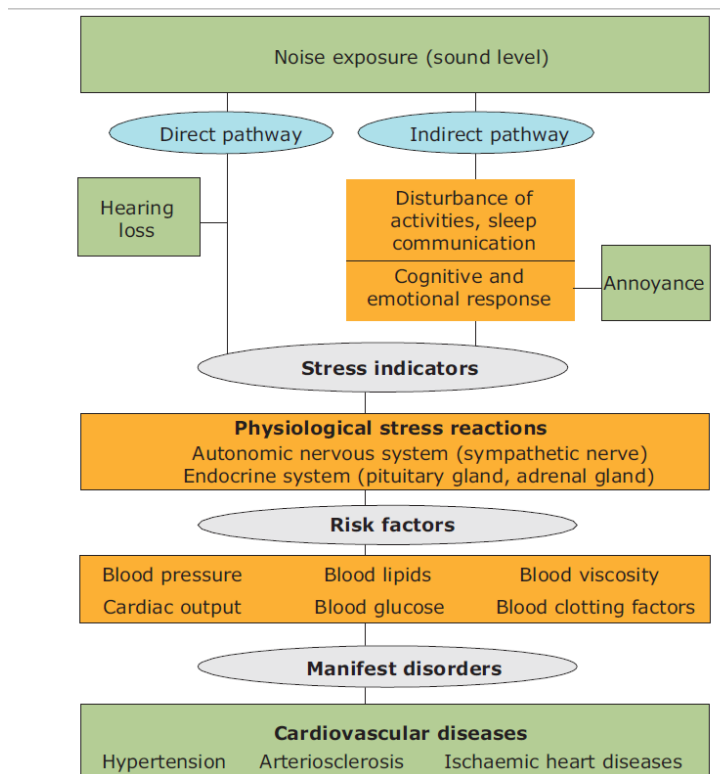 Noise exposure (sound level)
Direct pathway
Indirect pathway
Hearing
loss
Disturbance of
activities, sleep
communication
Cognitive and
emotional response
Annoyance
Stress indicators
Physiological stress reactions
Autonomic nervous system (sympathetic nerve)
Endocrine system (pituitary gland, adrenal gland)
Risk factors
Blood pressure Blood lipids Blood viscosity
Cardiac output Blood glucose Blood clotting factors
Manifest disorders
Cardiovascular diseases
Hypertension Arteriosclerosis Ischaemic heart diseases